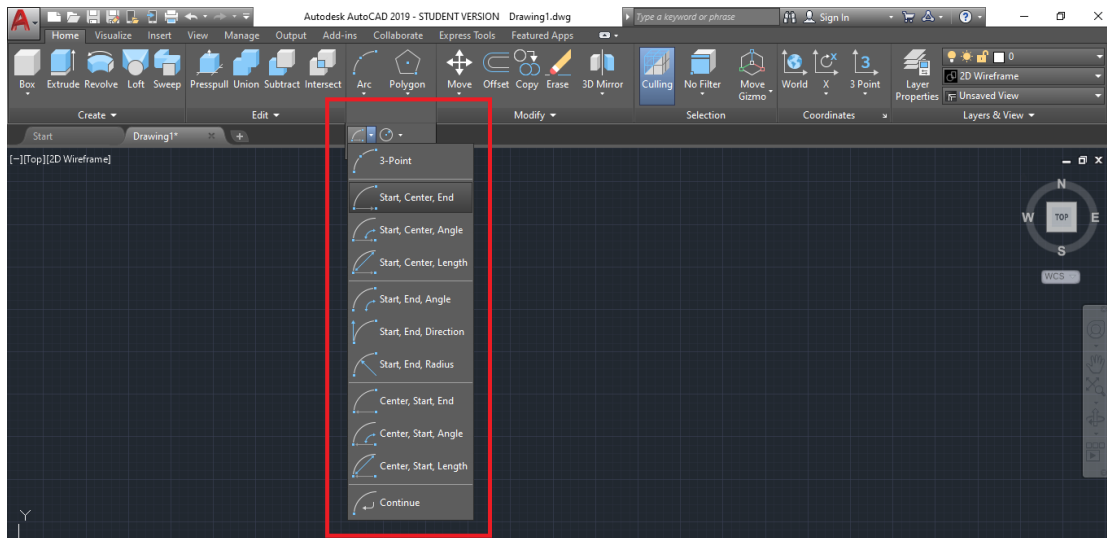 Autodesk AutoCAD 2019 - STUDENT VERSION Drawing1.dwg Type a keyword or phrase Sign In
Home Visualize Insert View Manage Output Add-ins Collaborate Express Tools Featured Apps
Box Extrude Revolve Loft Sweep Presspull Union Subtract Intersect Arc Polygon Move Offset Copy Erase 3D Mirror Culling No Filter Move Gizmo World X 3 Point Layer Properties
0
2D Wireframe
Unsaved View
Create Edit Modify Selection Coordinates Layers & View
Start Drawing1*
[−][Top][2D Wireframe]
3-Point
Start, Center, End
Start, Center, Angle
Start, Center, Length
Start, End, Angle
Start, End, Direction
Start, End, Radius
Center, Start, End
Center, Start, Angle
Center, Start, Length
Continue
N
W TOP E
S
WCS
Y